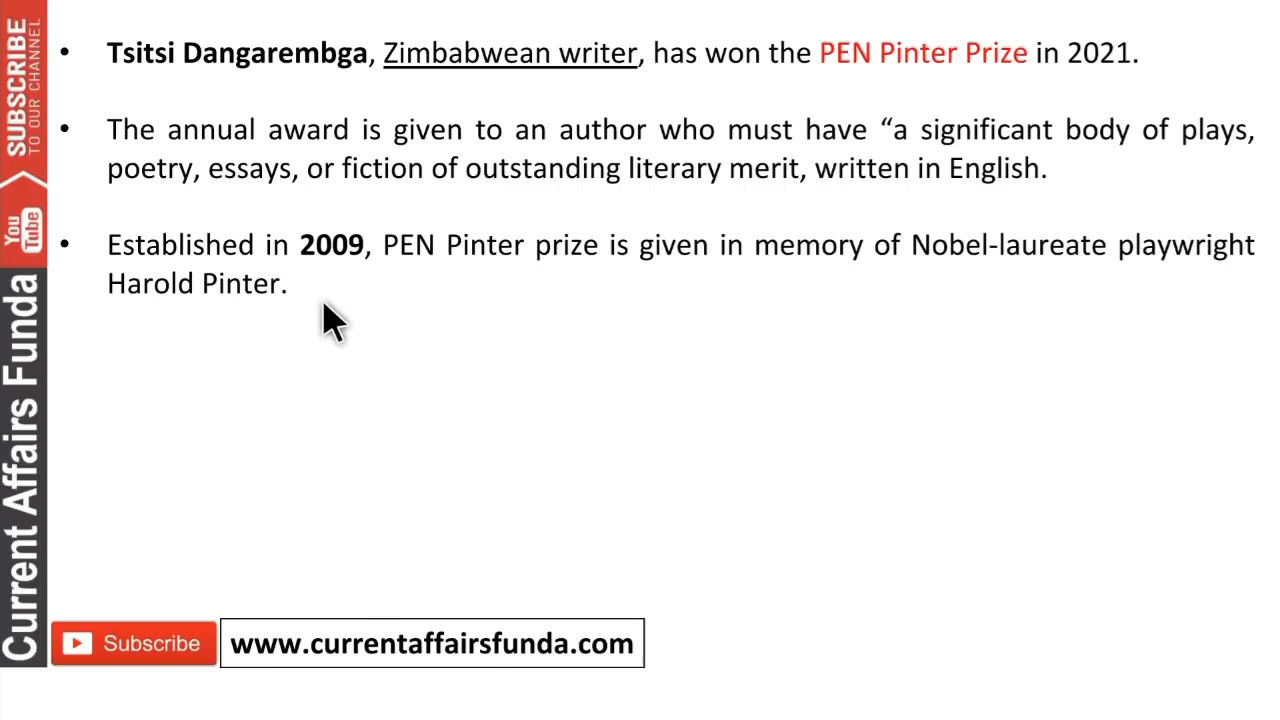 • Tsitsi Dangarembga, Zimbabwean writer, has won the PEN Pinter Prize in 2021.
• The annual award is given to an author who must have “a significant body of plays,
poetry, essays, or fiction of outstanding literary merit, written in English.
• Established in 2009, PEN Pinter prize is given in memory of Nobel-laureate playwright
Harold Pinter.
SUBSCRIBE
TO OUR CHANNEL
You
Tube
Current Affairs Funda
Subscribe
www.currentaffairsfunda.com